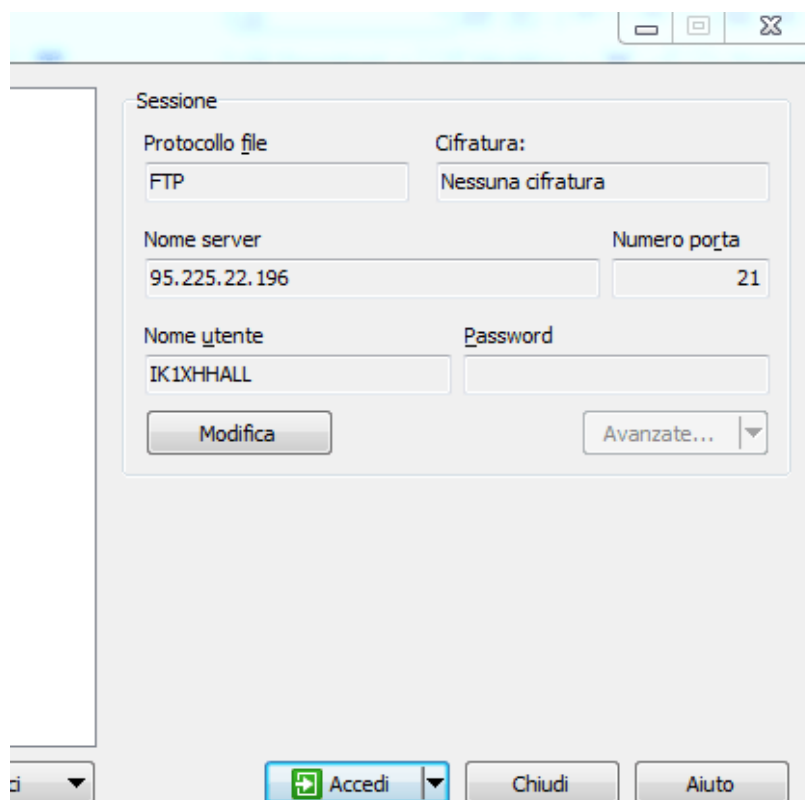 Sessione
Protocollo file Cifratura:
FTP Nessuna cifratura
Nome server Numero porta
95.225.22.196 21
Nome utente Password
IK1XHHALL
Modifica Avanzate...
ci Accedi Chiudi Aiuto